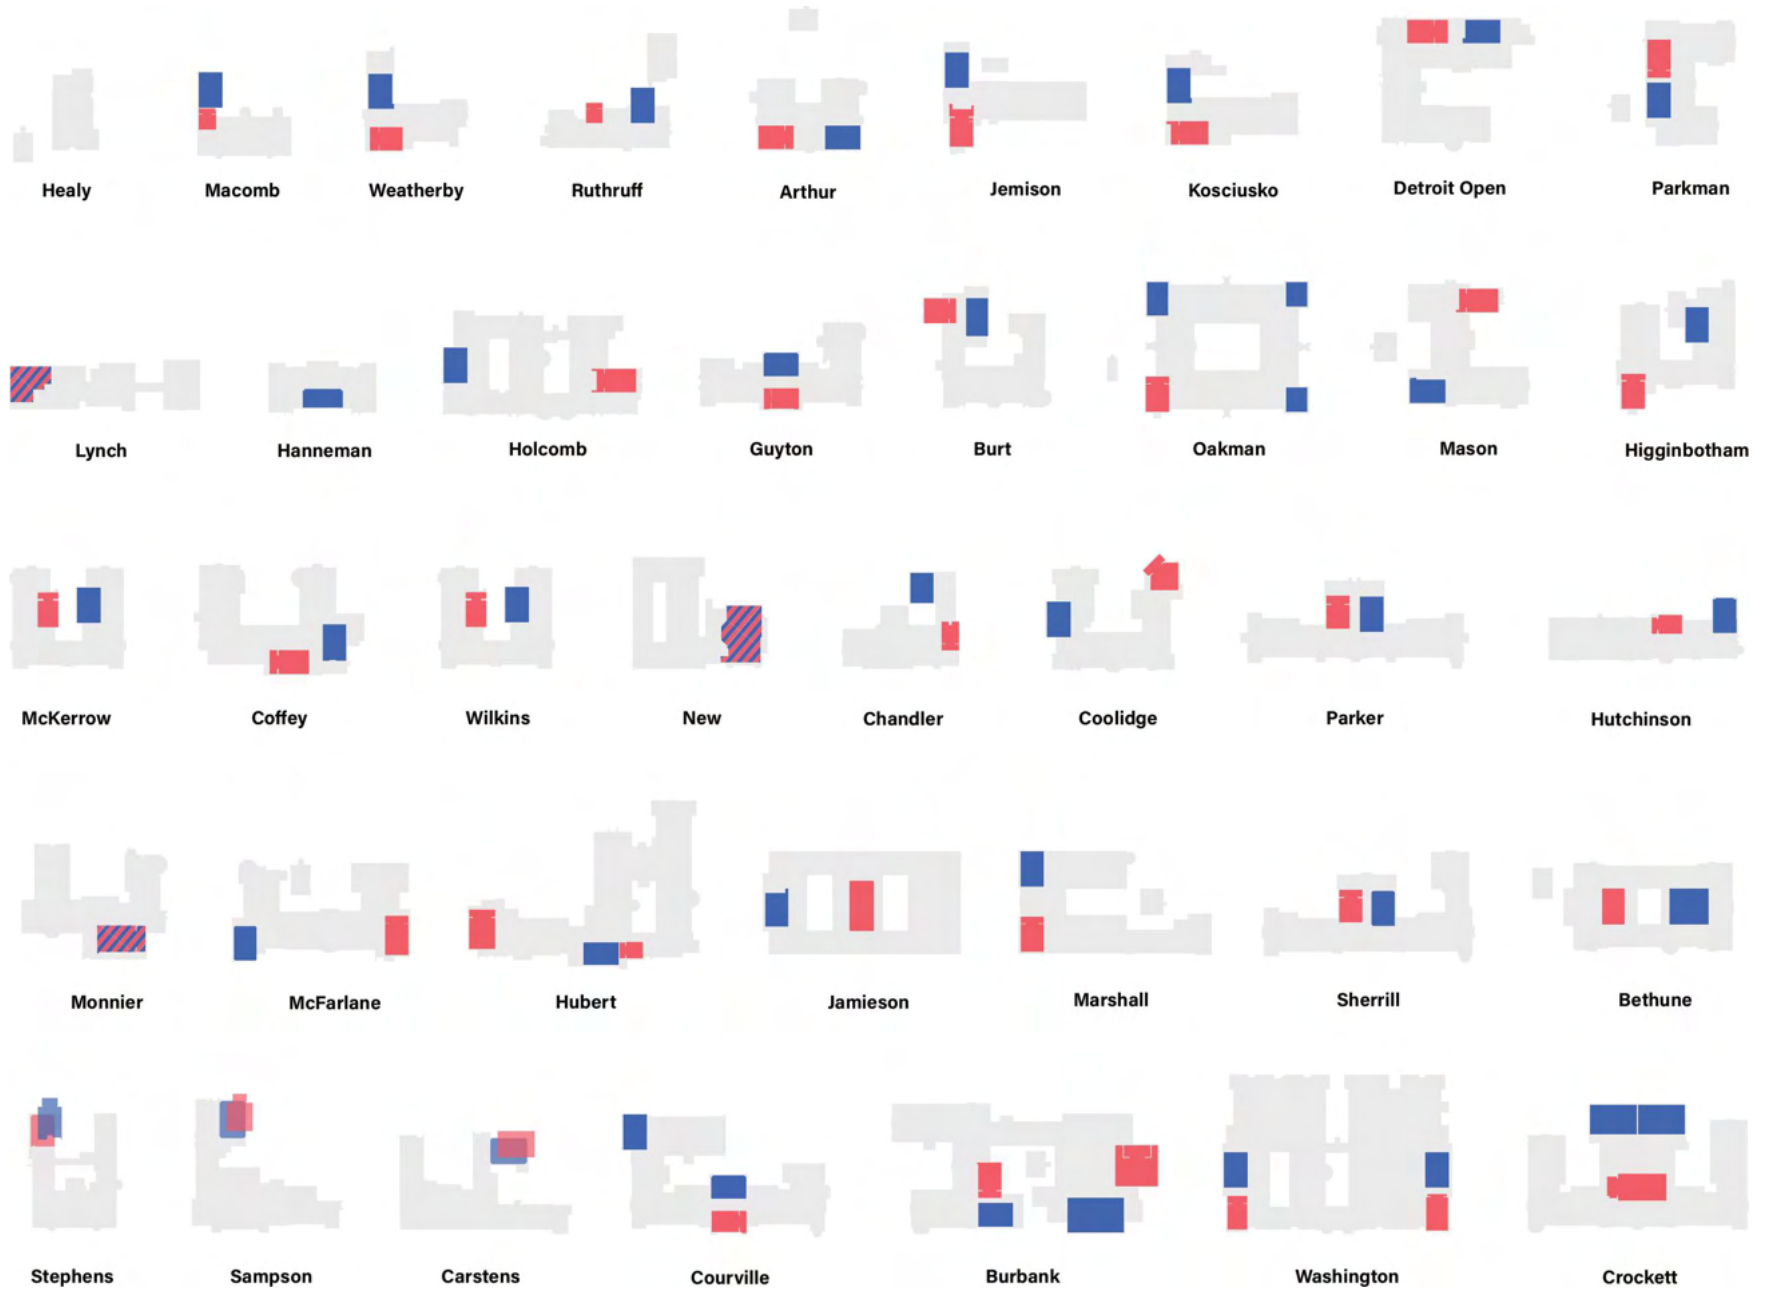 Healy
Macomb
Weatherby
Ruthruff
Arthur
Jemison
Kosciusko
Detroit Open
Parkman
Lynch
Hanneman
Holcomb
Guyton
Burt
Oakman
Mason
Higginbotham
McKerrow
Coffey
Wilkins
New
Chandler
Coolidge
Parker
Hutchinson
Monnier
McFarlane
Hubert
Jamieson
Marshall
Sherrill
Bethune
Stephens
Sampson
Carstens
Courville
Burbank
Washington
Crockett